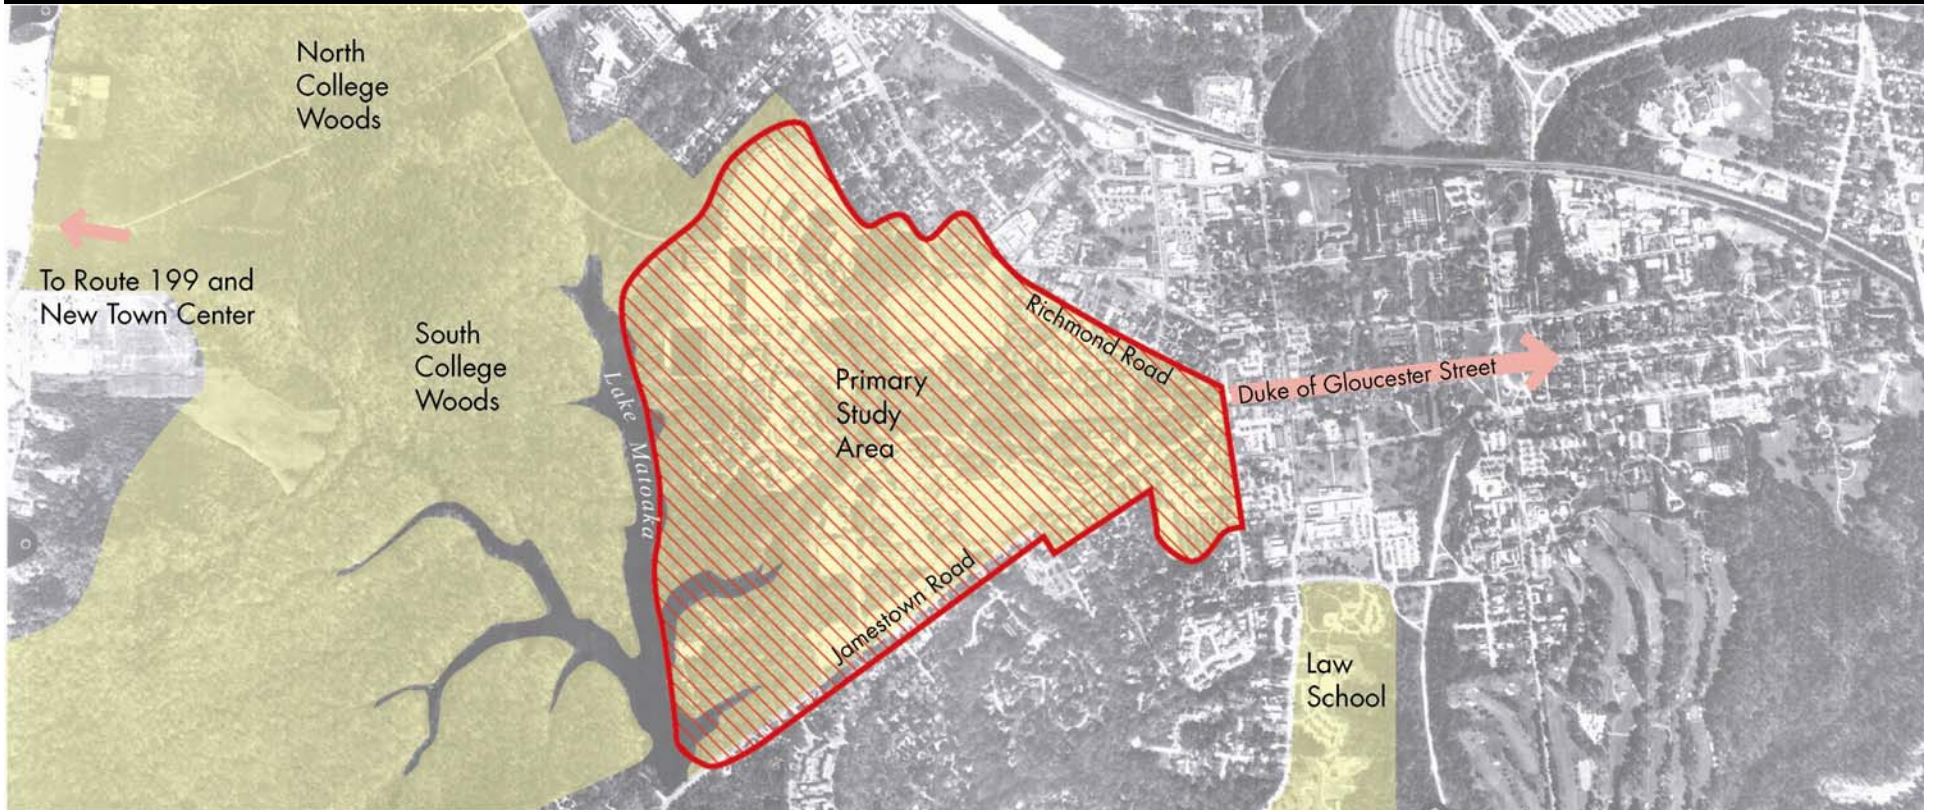 North
College
Woods
To Route 199 and
New Town Center
South
College
Woods
Lake Matoaka
Primary
Study
Area
Richmond Road
Duke of Gloucester Street
Jamestown Road
Law
School